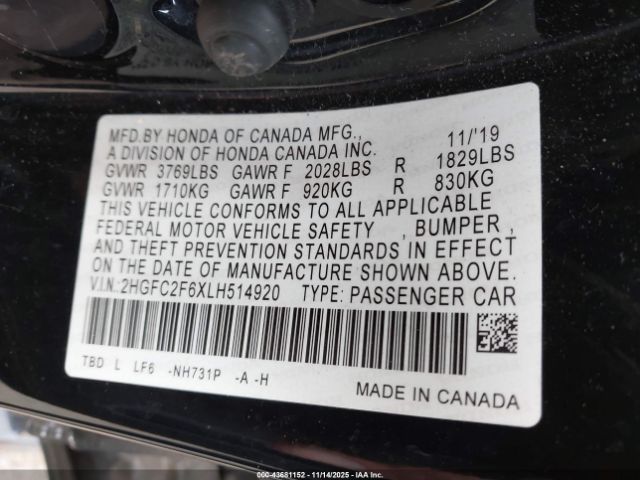 MFD.BY HONDA OF CANADA MFG., 11/'19
A DIVISION OF HONDA CANADA INC.
GVWR 3769LBS GAWR F 2028LBS R 1829LBS
GVWR 1710KG GAWR F 920KG R 830KG
THIS VEHICLE CONFORMS TO ALL APPLICABLE
FEDERAL MOTOR VEHICLE SAFETY , BUMPER ,
AND THEFT PREVENTION STANDARDS IN EFFECT
ON THE DATE OF MANUFACTURE SHOWN ABOVE.
V.I.N.:2HGFC2F6XLH514920 TYPE: PASSENGER CAR
TBD L LF6 -NH731P -A -H
MADE IN CANADA
000-43681152 — 11/14/2025 — IAAI, Inc.